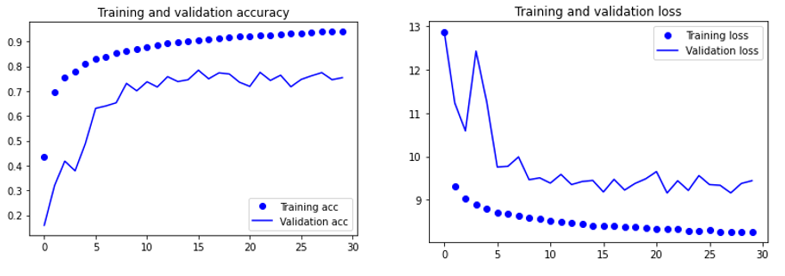 Training and validation accuracy
0.9
0.8
0.7
0.6
0.5
0.4
0.3
0.2
Training acc
Validation acc
0 5 10 15 20 25 30
Training and validation loss
13
12
11
10
9
Training loss
Validation loss
0 5 10 15 20 25 30